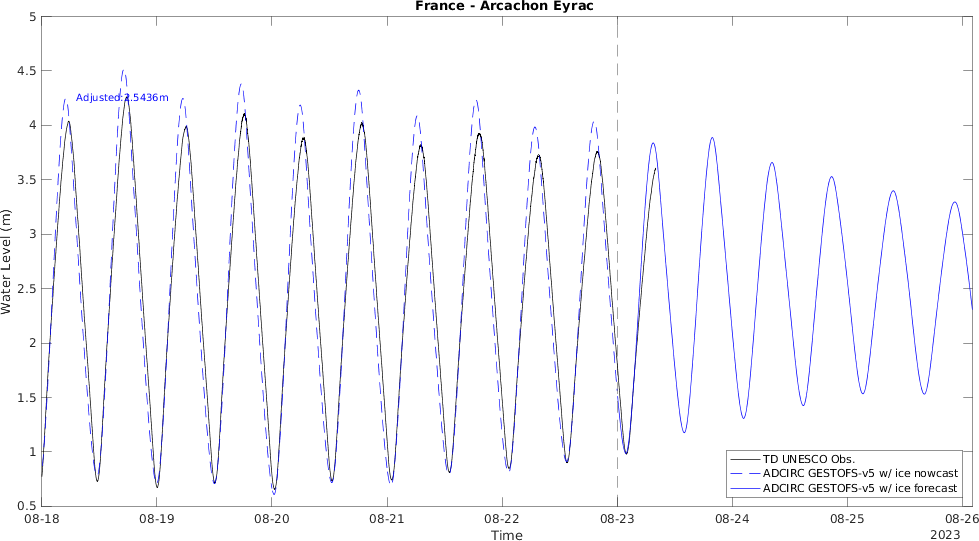 France - Arcachon Eyrac
5
4.5
4
3.5
3
2.5
2
1.5
1
0.5
Water Level (m)
Adjusted:2.5436m
TD UNESCO Obs.
ADCIRC GESTOFS-v5 w/ ice nowcast
ADCIRC GESTOFS-v5 w/ ice forecast
08-18 08-19 08-20 08-21 08-22 08-23 08-24 08-25 08-26
Time
2023